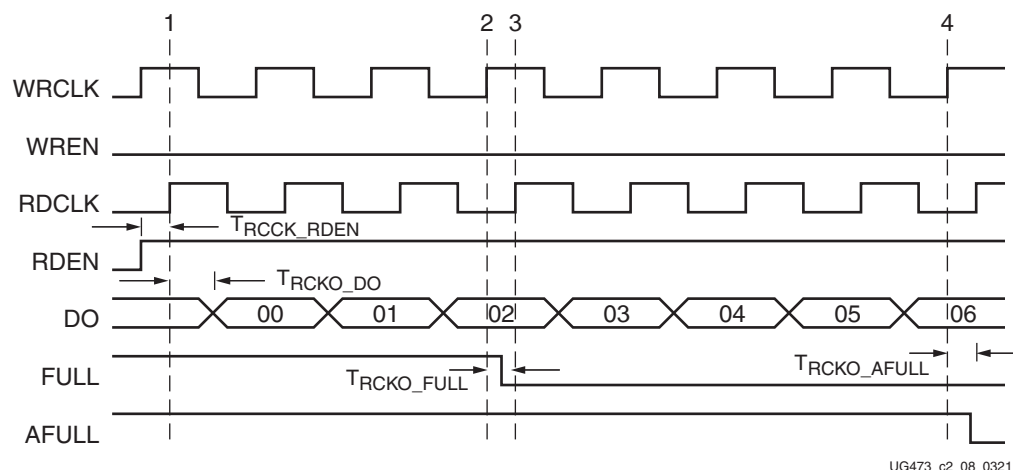 1 2 3 4
WRCLK
WREN
RDCLK
TRCCK_RDEN
RDEN
TRCKO_DO
DO 00 01 02 03 04 05 06
TRCKO_FULL TRCKO_AFULL
FULL
AFULL
UG473_c2_08_0321